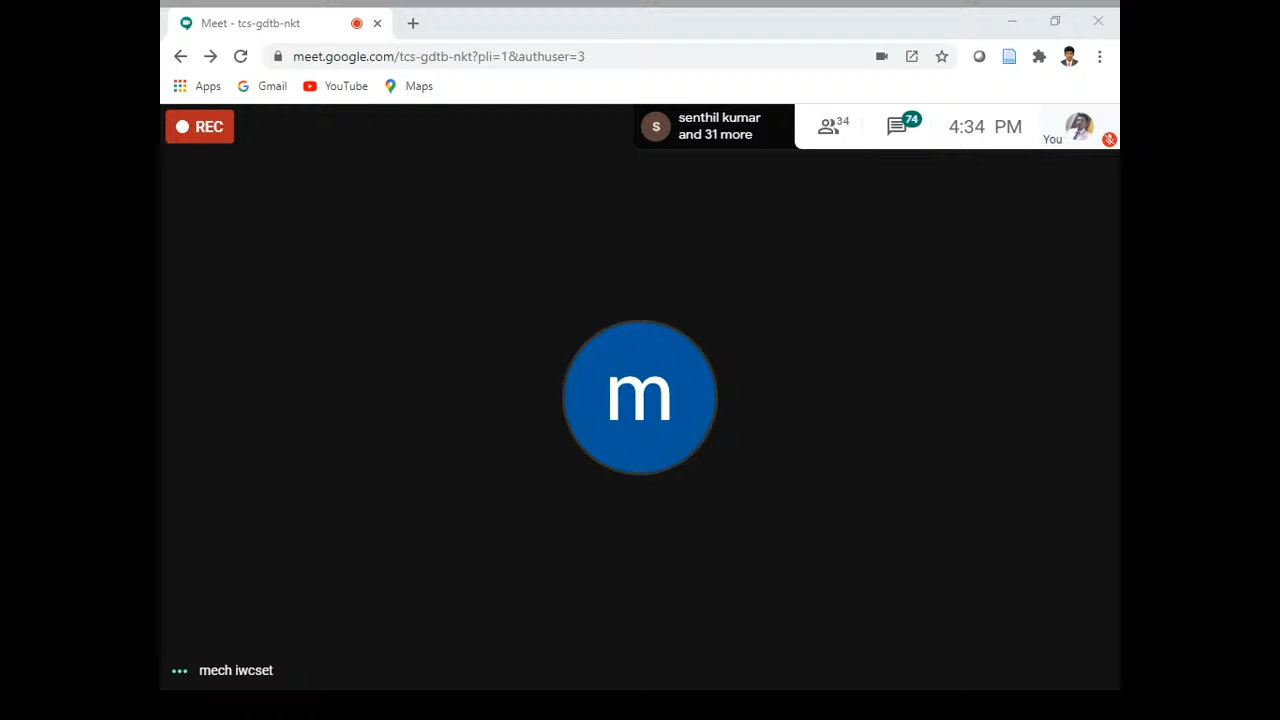 Meet - tcs-gdtb-nkt
meet.google.com/tcs-gdtb-nkt?pli=1&authuser=3
Apps Gmail YouTube Maps
REC
s
senthil kumar
and 31 more
34
74
4:34 PM
You
m
mech iwcset